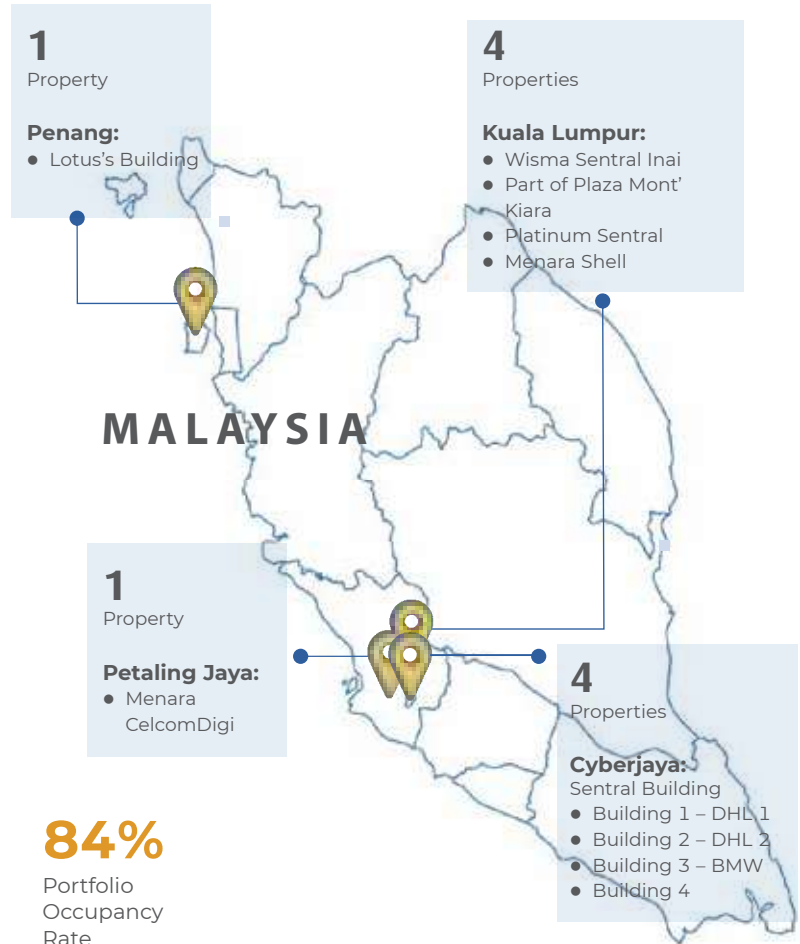 1
Property
Penang:
● Lotus's Building
4
Properties
Kuala Lumpur:
● Wisma Sentral Inai
● Part of Plaza Mont'
Kiara
● Platinum Sentral
● Menara Shell
MALAYSIA
1
Property
Petaling Jaya:
● Menara
CelcomDigi
4
Properties
Cyberjaya:
Sentral Building
● Building 1 – DHL 1
● Building 2 – DHL 2
● Building 3 – BMW
● Building 4
84%
Portfolio
Occupancy
Rate